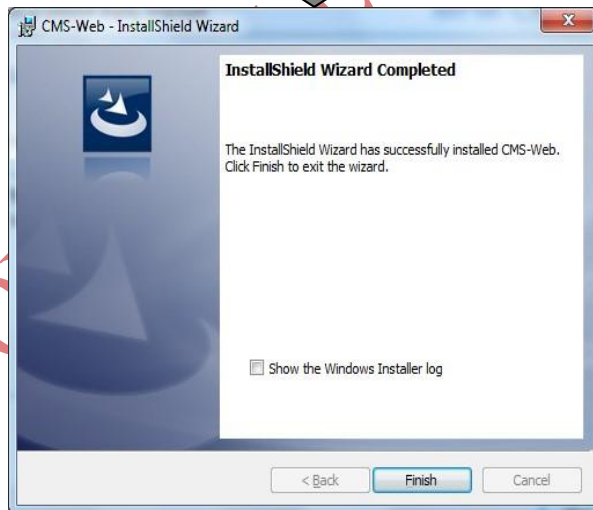 CMS-Web - InstallShield Wizard
InstallShield Wizard Completed
The InstallShield Wizard has successfully installed CMS-Web.
Click Finish to exit the wizard.
Show the Windows Installer log
< Back
Finish
Cancel